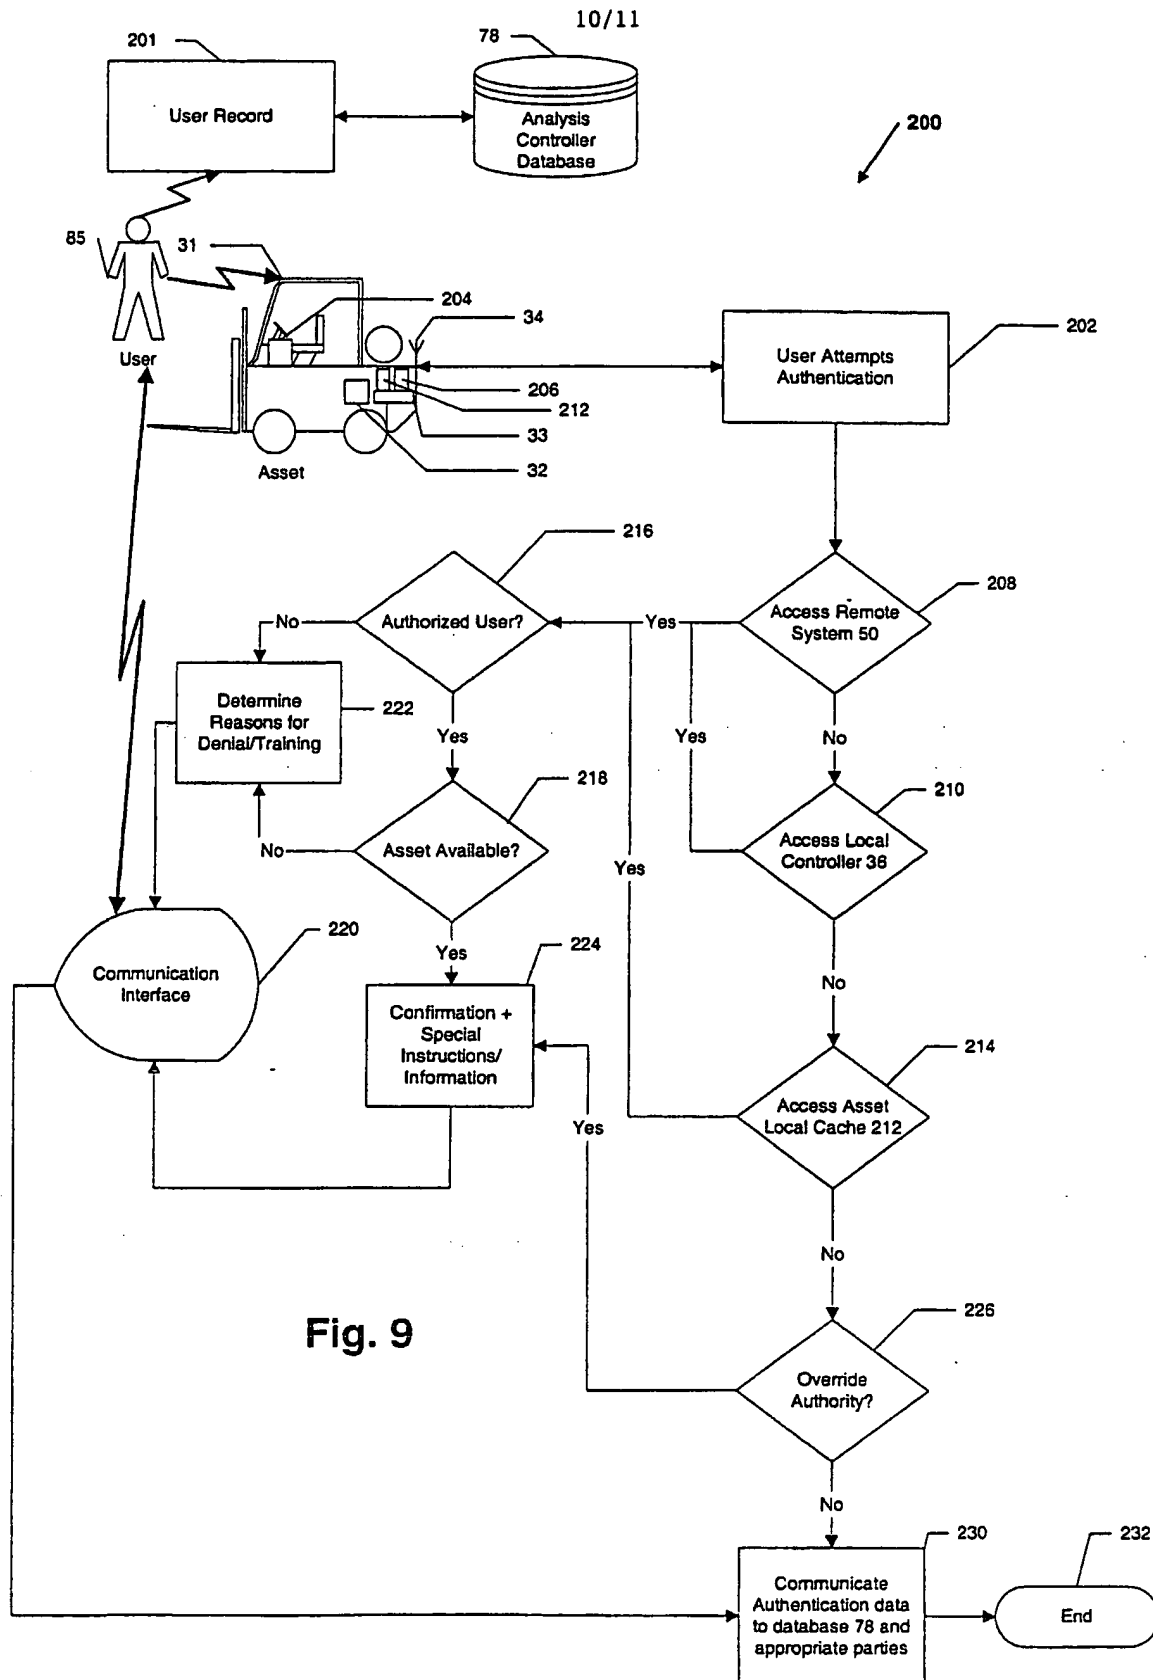 10/11
201
78
User Record
Analysis
Controller
Database
200
85
31
204
34
202
User Attempts
Authentication
User
206
212
33
32
Asset
216
208
Authorized User?
No
Yes
Access Remote
System 50
Determine
Reasons for
Denial/Training
222
Yes
Yes
No
218
210
No
Asset Available?
Yes
Access Local
Controller 36
220
Yes
224
No
Communication
Interface
Confirmation +
Special
Instructions/
Information
214
Yes
Access Asset
Local Cache 212
No
226
Fig. 9
Override
Authority?
No
230
232
Communicate
Authentication data
to database 78 and
appropriate parties
End